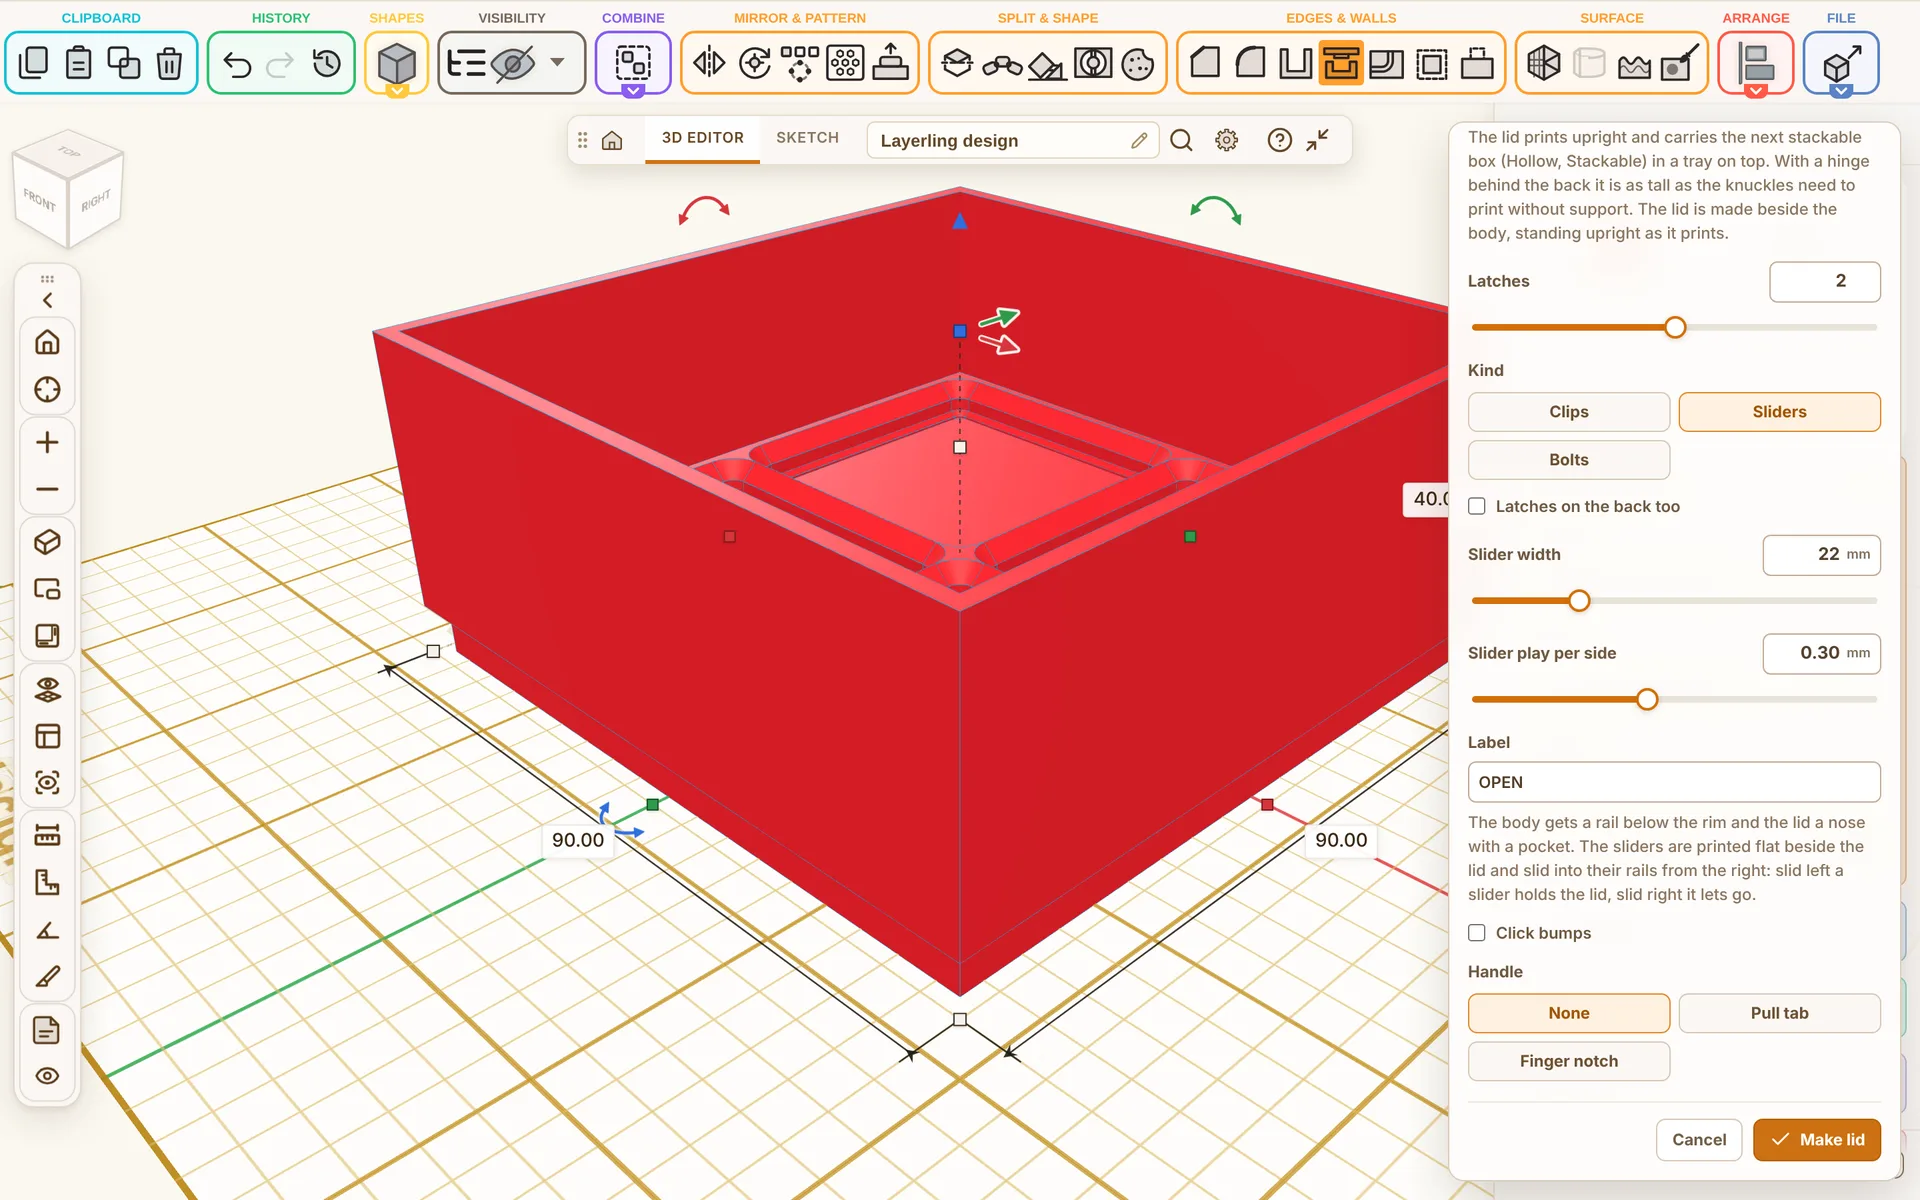 CLIPBOARD
HISTORY
SHAPES
VISIBILITY
COMBINE
MIRROR & PATTERN
SPLIT & SHAPE
EDGES & WALLS
SURFACE
ARRANGE
FILE
3D EDITOR
SKETCH
Layerling design
TOP
FRONT
RIGHT
40.0
90.00
90.00
The lid prints upright and carries the next stackable
box (Hollow, Stackable) in a tray on top. With a hinge
behind the back it is as tall as the knuckles need to
print without support. The lid is made beside the
body, standing upright as it prints.
Latches
2
Kind
Clips
Sliders
Bolts
Latches on the back too
Slider width
22 mm
Slider play per side
0.30 mm
Label
OPEN
The body gets a rail below the rim and the lid a nose
with a pocket. The sliders are printed flat beside the
lid and slid into their rails from the right: slid left a
slider holds the lid, slid right it lets go.
Click bumps
Handle
None
Pull tab
Finger notch
Cancel
Make lid